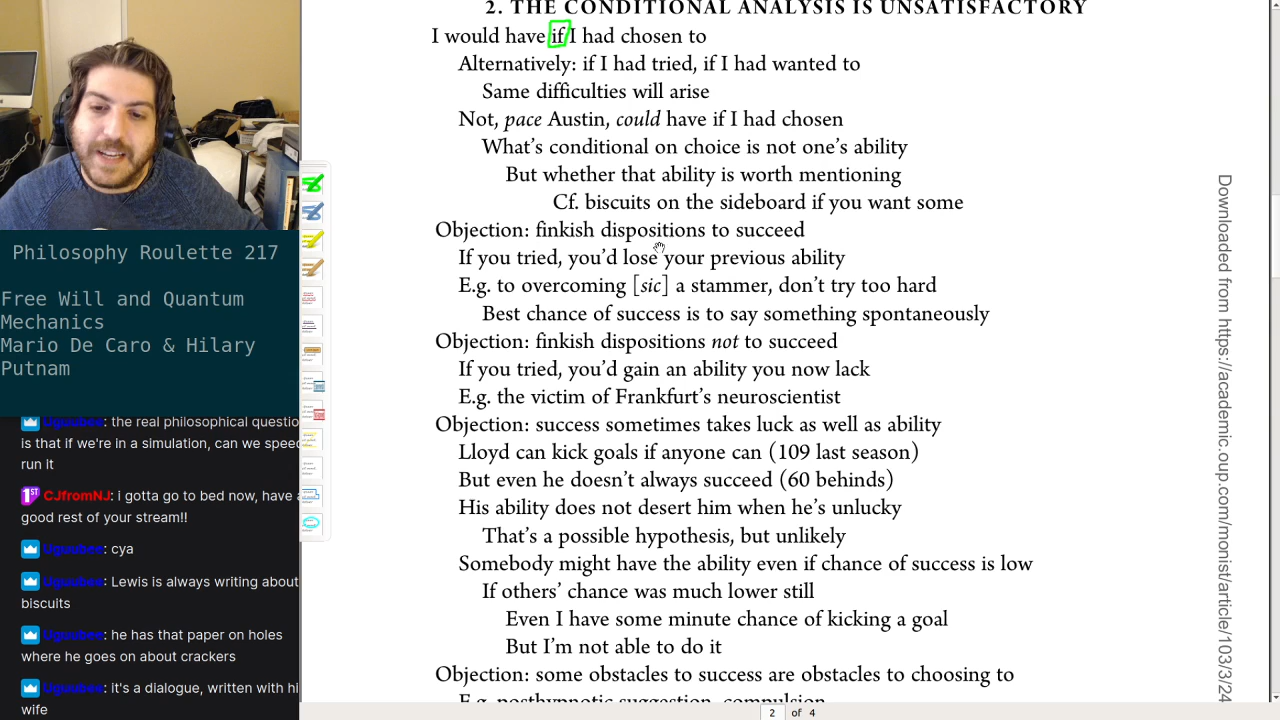 2. THE CONDITIONAL ANALYSIS IS UNSATISFACTORY
I would have if I had chosen to
Alternatively: if I had tried, if I had wanted to
Same difficulties will arise
Not, pace Austin, could have if I had chosen
What's conditional on choice is not one's ability
But whether that ability is worth mentioning
Cf. biscuits on the sideboard if you want some
Objection: finkish dispositions to succeed
If you tried, you'd lose your previous ability
E.g. to overcoming [sic] a stammer, don't try too hard
Best chance of success is to say something spontaneously
Objection: finkish dispositions not to succeed
If you tried, you'd gain an ability you now lack
E.g. the victim of Frankfurt's neuroscientist
Objection: success sometimes takes luck as well as ability
Lloyd can kick goals if anyone can (109 last season)
But even he doesn't always succeed (60 behinds)
His ability does not desert him when he's unlucky
That's a possible hypothesis, but unlikely
Somebody might have the ability even if chance of success is low
If others' chance was much lower still
Even I have some minute chance of kicking a goal
But I'm not able to do it
Objection: some obstacles to success are obstacles to choosing to
E.g. posthypnotic suggestion, compulsion
2 of 4
Downloaded from https://academic.oup.com/monist/article/103/3/24
Philosophy Roulette 217
Free Will and Quantum
Mechanics
Mario De Caro & Hilary
Putnam
Uguubee: the real philosophical questio
is that if we're in a simulation, can we speed
run it
1ST CJfromNJ: i gotta go to bed now, have a
good rest of your stream!!
Uguubee: cya
Uguubee: Lewis is always writing about
biscuits
Uguubee: he has that paper on holes
where he goes on about crackers
Uguubee: it's a dialogue, written with hi
wife